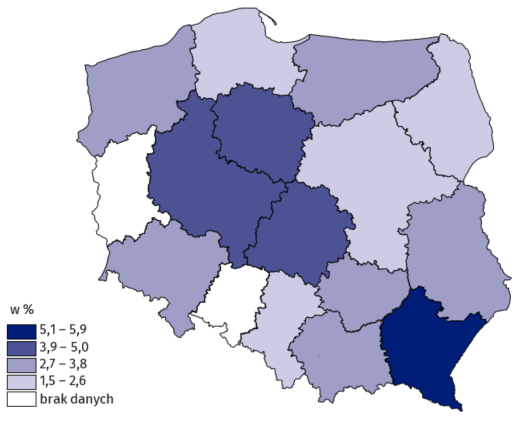 w %
5,1 – 5,9
3,9 – 5,0
2,7 – 3,8
1,5 – 2,6
brak danych